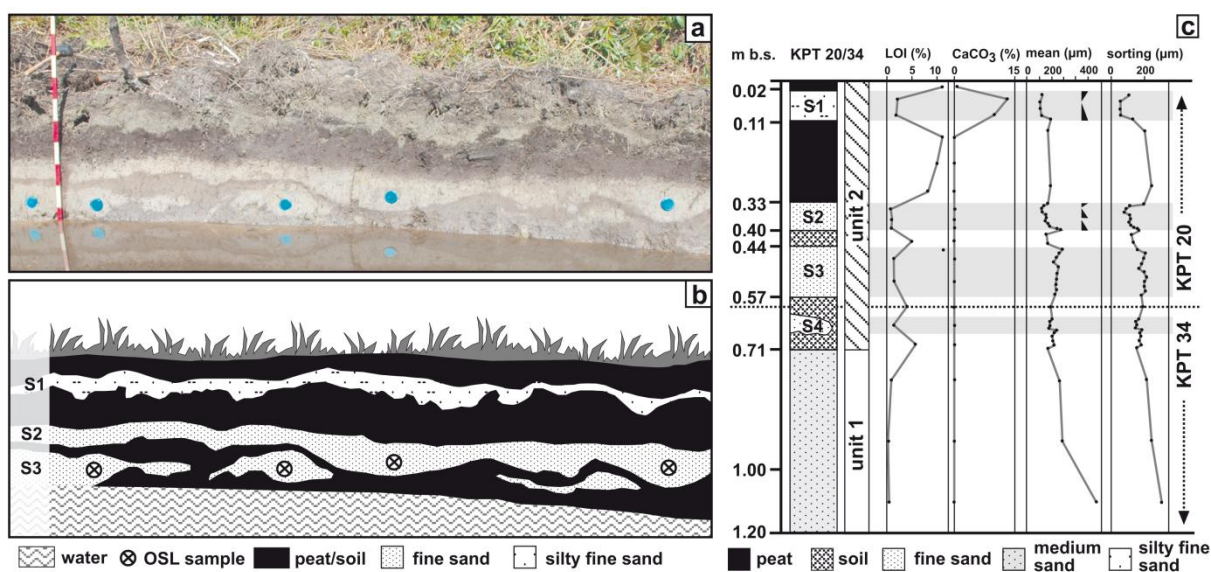 a
b
S1
S2
S3
water
OSL sample
peat/soil
fine sand
silty fine sand
c
m b.s. KPT 20/34 LOI (%) CaCO3 (%) mean (µm) sorting (µm)
0 5 10 0 15 0 200 400 0 200
0.02
S1
0.11
0.33
S2
0.40
0.44
S3
0.57
S4
0.71
1.00
1.20
unit 2
unit 1
KPT 20
KPT 34
peat
soil
fine sand
medium
sand
silty fine
sand